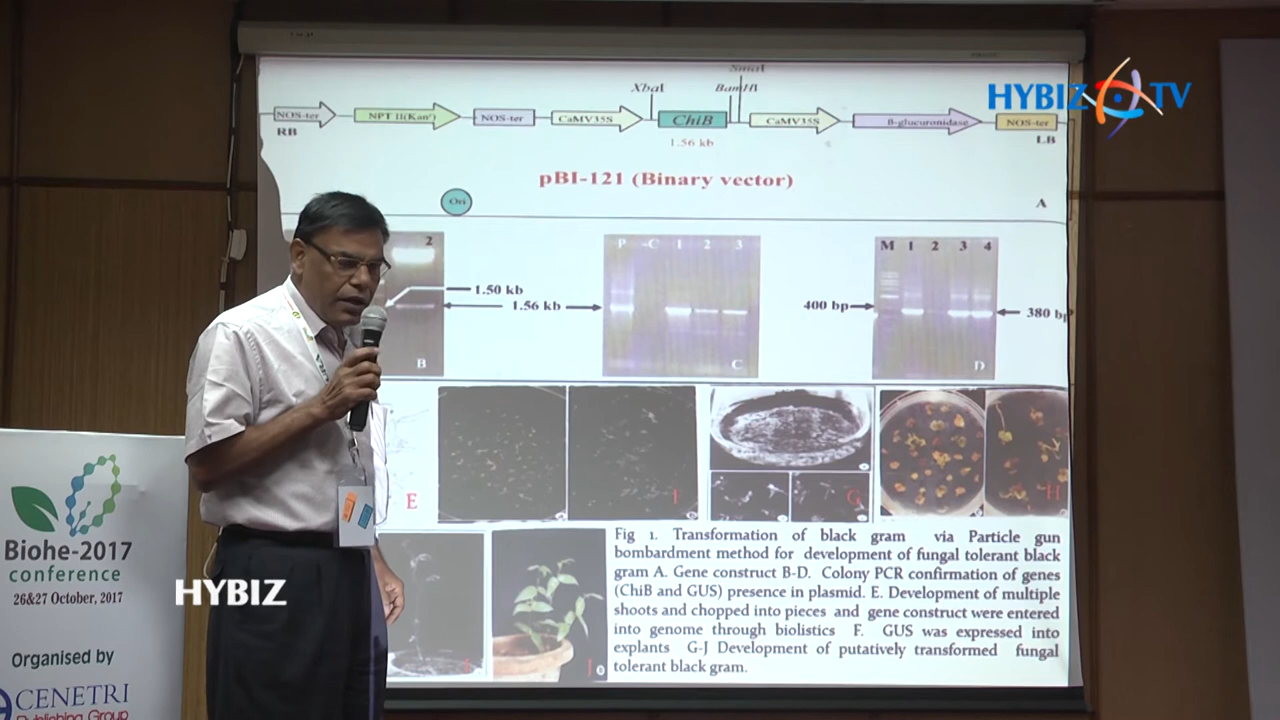 HYBIZ TV
SmaI
XbaI
BamHI
NOS-ter
NPT II(Kanʳ)
NOS-ter
CaMV35S
ChiB
CaMV35S
B-glucuronidase
NOS-ter
RB
1.56 kb
LB
pBI-121 (Binary vector)
Ori
A
2
P -C 1 2 3
M 1 2 3 4
1.50 kb
1.56 kb
400 bp
380 bp
B
C
D
E
F
G
H
I
J
Fig 1. Transformation of black gram via Particle gun
bombardment method for development of fungal tolerant black
gram A. Gene construct B-D. Colony PCR confirmation of genes
(ChiB and GUS) presence in plasmid. E. Development of multiple
shoots and chopped into pieces and gene construct were entered
into genome through biolistics F. GUS was expressed into
explants G-J Development of putatively transformed fungal
tolerant black gram.
Biohe-2017
conference
26&27 October, 2017
Organised by
CENETRI
Publishing Group
HYBIZ